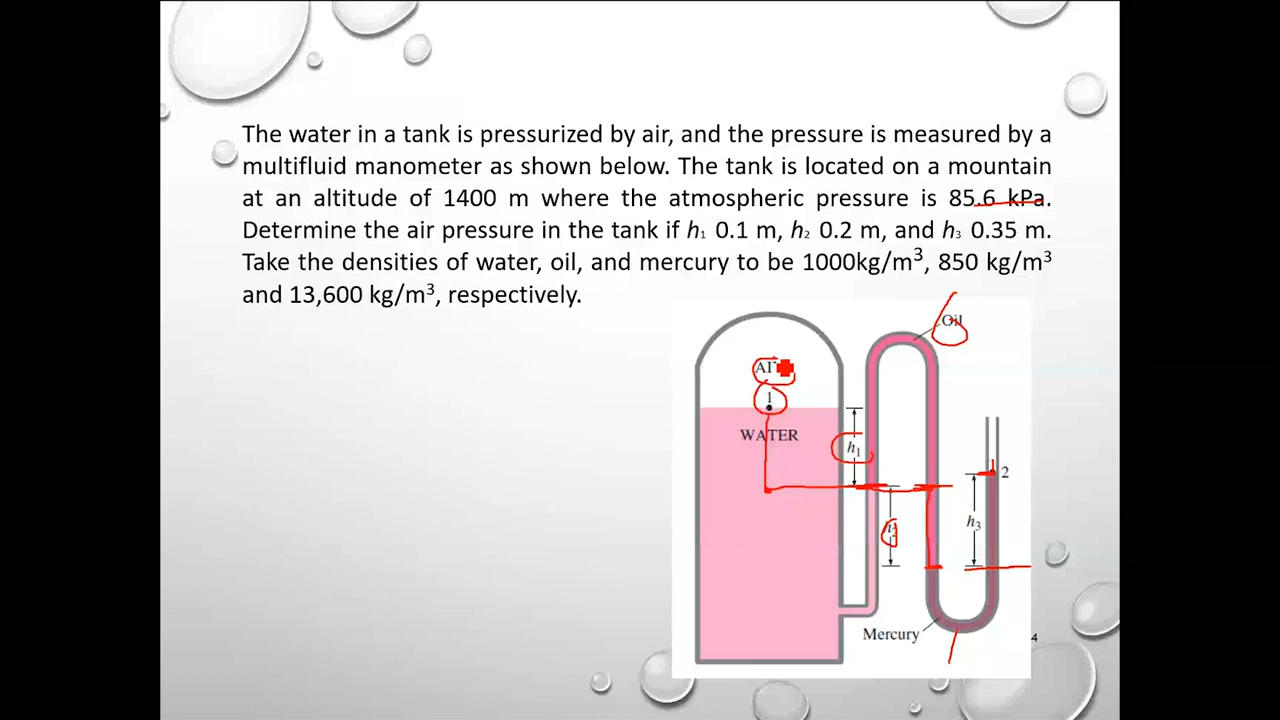 The water in a tank is pressurized by air, and the pressure is measured by a
multifluid manometer as shown below. The tank is located on a mountain
at an altitude of 1400 m where the atmospheric pressure is 85.6 kPa.
Determine the air pressure in the tank if h₁ 0.1 m, h₂ 0.2 m, and h₃ 0.35 m.
Take the densities of water, oil, and mercury to be 1000kg/m³, 850 kg/m³
and 13,600 kg/m³, respectively.
Oil
1
WATER
h₁
2
h₃
Mercury
4